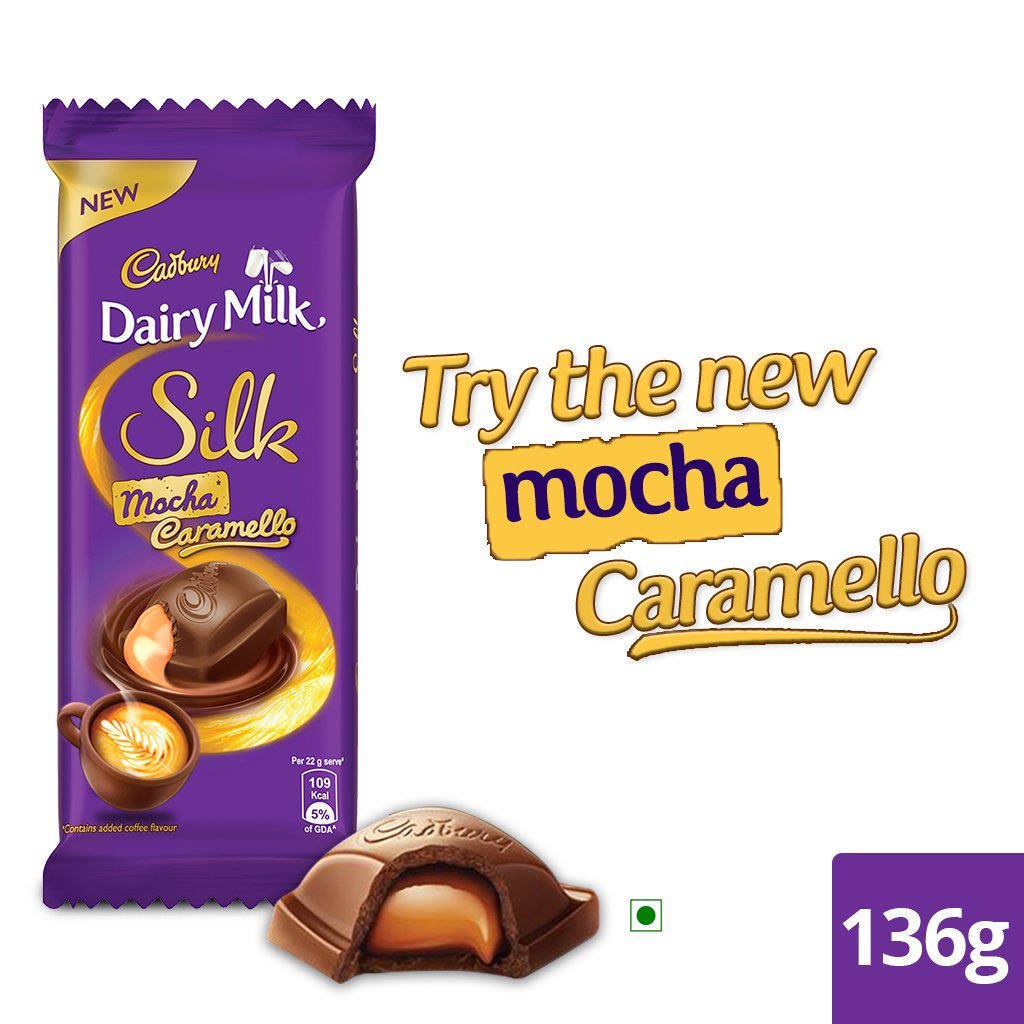 NEW
Cadbury
Dairy Milk
Silk
Mocha*
Caramello
Per 22 g serve#
109
Kcal
5%
of GDA^
*Contains added coffee flavour
Try the new
mocha
Caramello
Cadbury
136g